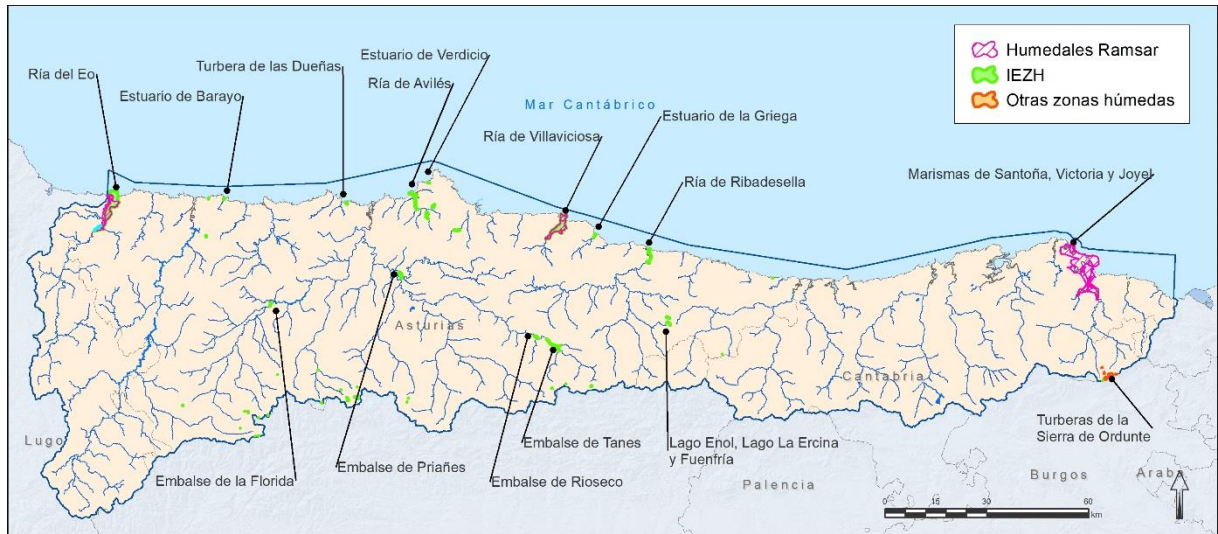 Estuario de Verdicio
Turbera de las Dueñas
Ría del Eo
Ría de Avilés
Estuario de Barayo
Mar Cantábrico
Estuario de la Griega
Ría de Villaviciosa
Ría de Ribadesella
Marismas de Santoña, Victoria y Joyel
Humedales Ramsar
IEZH
Otras zonas húmedas
Asturias
Cantabria
Lugo
Embalse de la Florida
Embalse de Priañes
Embalse de Rioseco
Embalse de Tanes
Lago Enol, Lago La Ercina
y Fuenfría
Palencia
Turberas de la
Sierra de Ordunte
Burgos
Araba
0 15 30 60
km